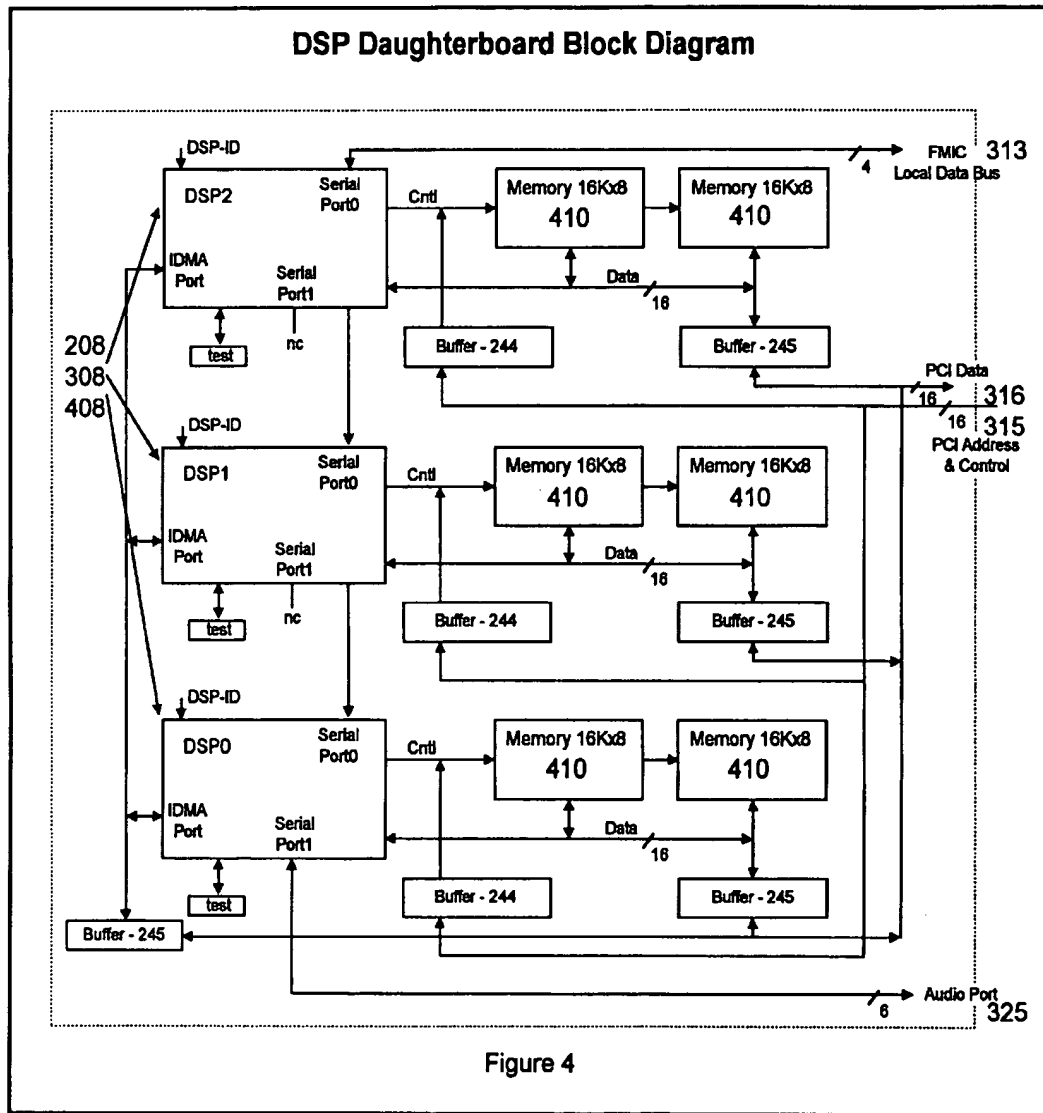 DSP Daughterboard Block Diagram
DSP-ID
FMIC 313
4
Local Data Bus
DSP2
Serial
Port0
Cntl
Memory 16Kx8
410
Memory 16Kx8
410
IDMA
Port
Serial
Port1
Data
16
test
nc
Buffer - 244
Buffer - 245
208
308
408
PCI Data
16
316
16
315
PCI Address
& Control
DSP-ID
DSP1
Serial
Port0
Cntl
Memory 16Kx8
410
Memory 16Kx8
410
IDMA
Port
Serial
Port1
Data
16
test
nc
Buffer - 244
Buffer - 245
DSP-ID
DSP0
Serial
Port0
Cntl
Memory 16Kx8
410
Memory 16Kx8
410
IDMA
Port
Serial
Port1
Data
16
test
Buffer - 244
Buffer - 245
Buffer - 245
6
Audio Port
325
Figure 4